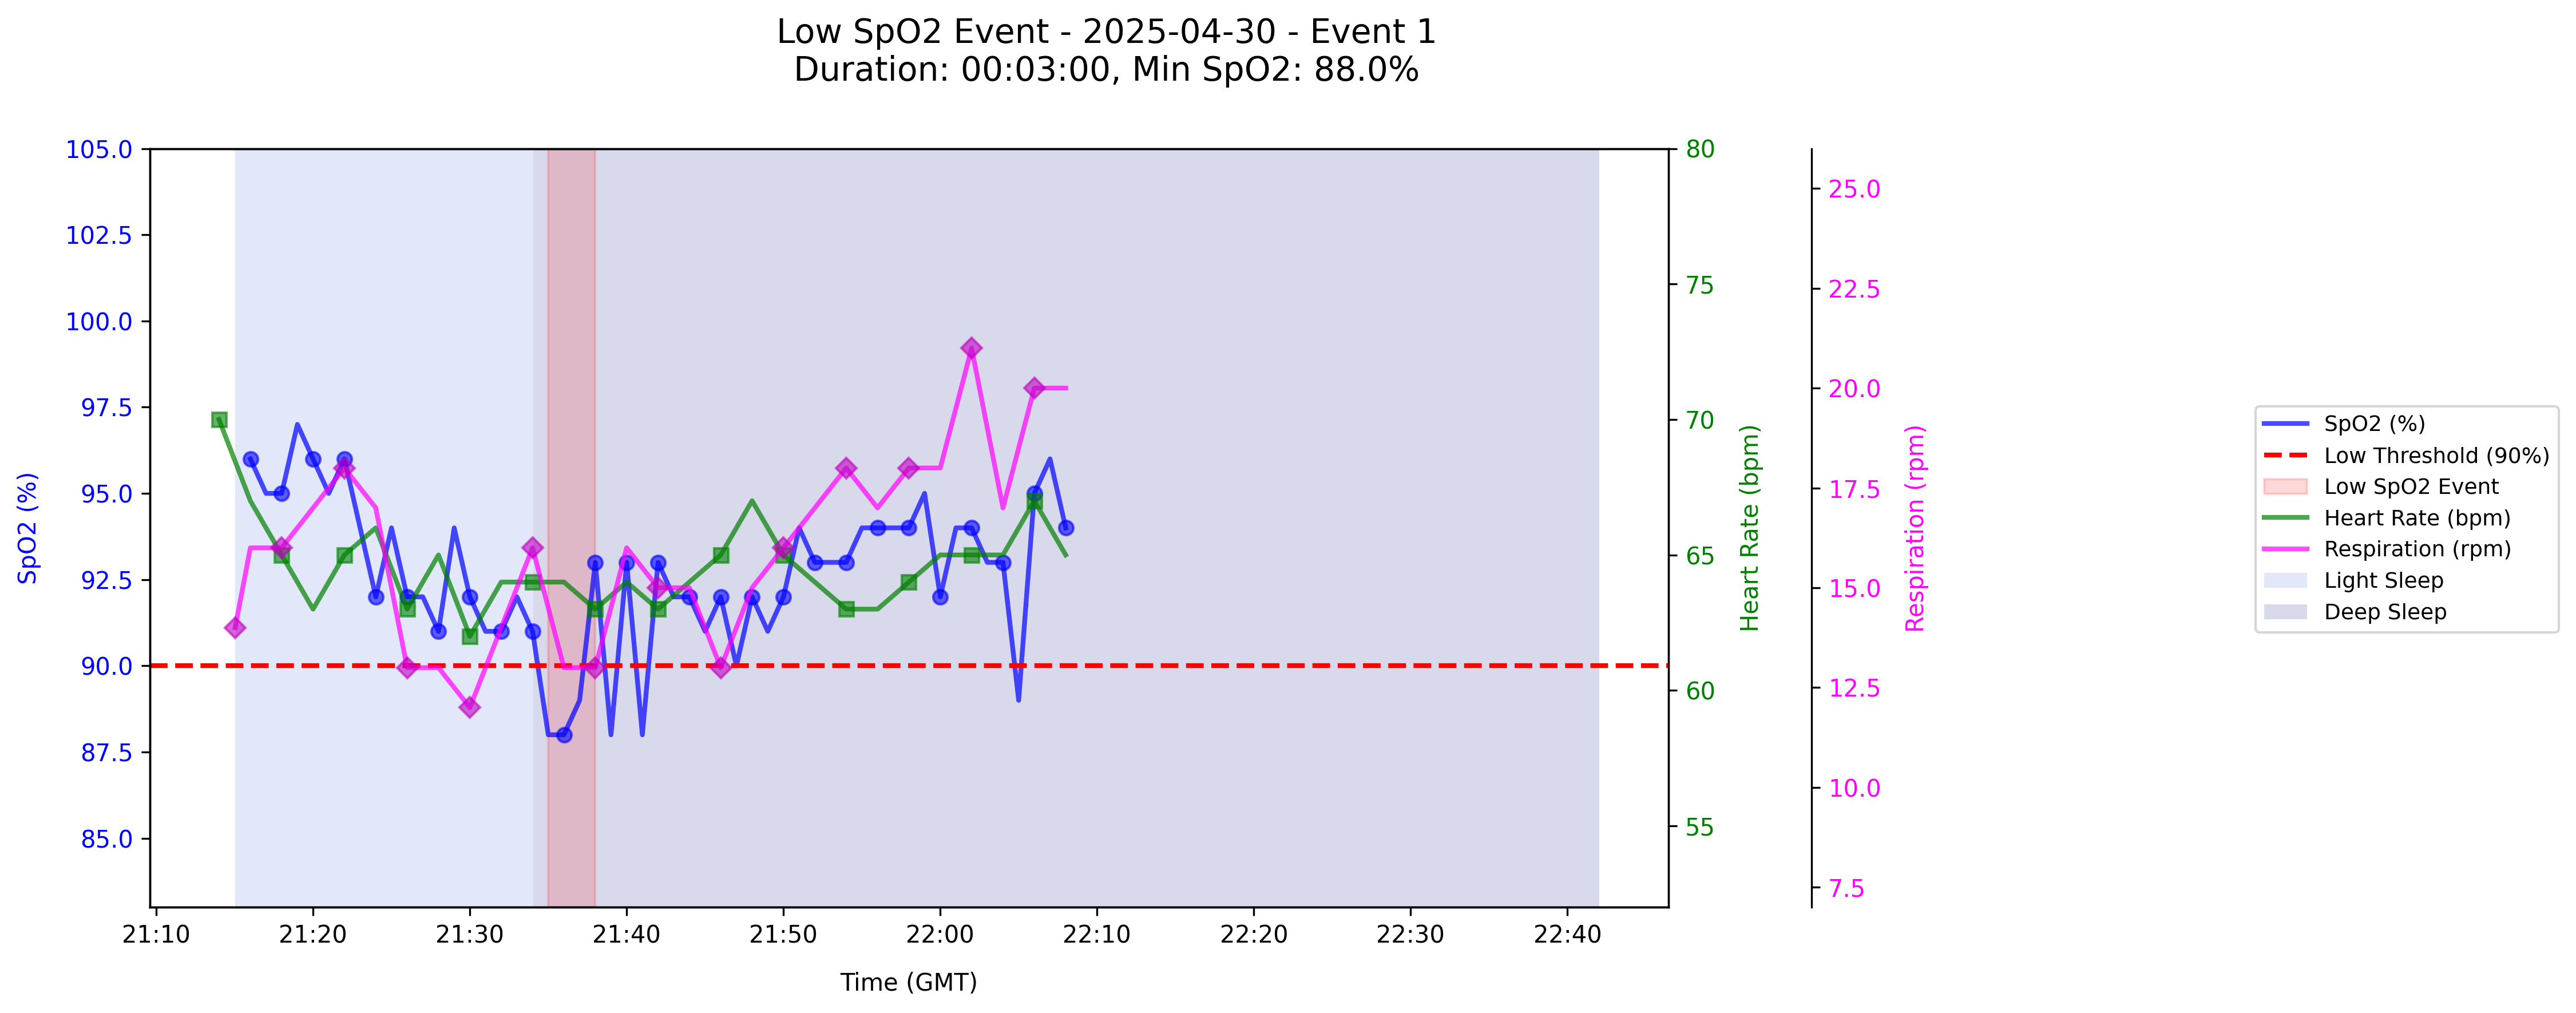 Low SpO2 Event - 2025-04-30 - Event 1
Duration: 00:03:00, Min SpO2: 88.0%
SpO2 (%)
105.0
102.5
100.0
97.5
95.0
92.5
90.0
87.5
85.0
21:10 21:20 21:30 21:40 21:50 22:00 22:10 22:20 22:30 22:40
Time (GMT)
80
75
70
65
60
55
Heart Rate (bpm)
25.0
22.5
20.0
17.5
15.0
12.5
10.0
7.5
Respiration (rpm)
SpO2 (%)
Low Threshold (90%)
Low SpO2 Event
Heart Rate (bpm)
Respiration (rpm)
Light Sleep
Deep Sleep